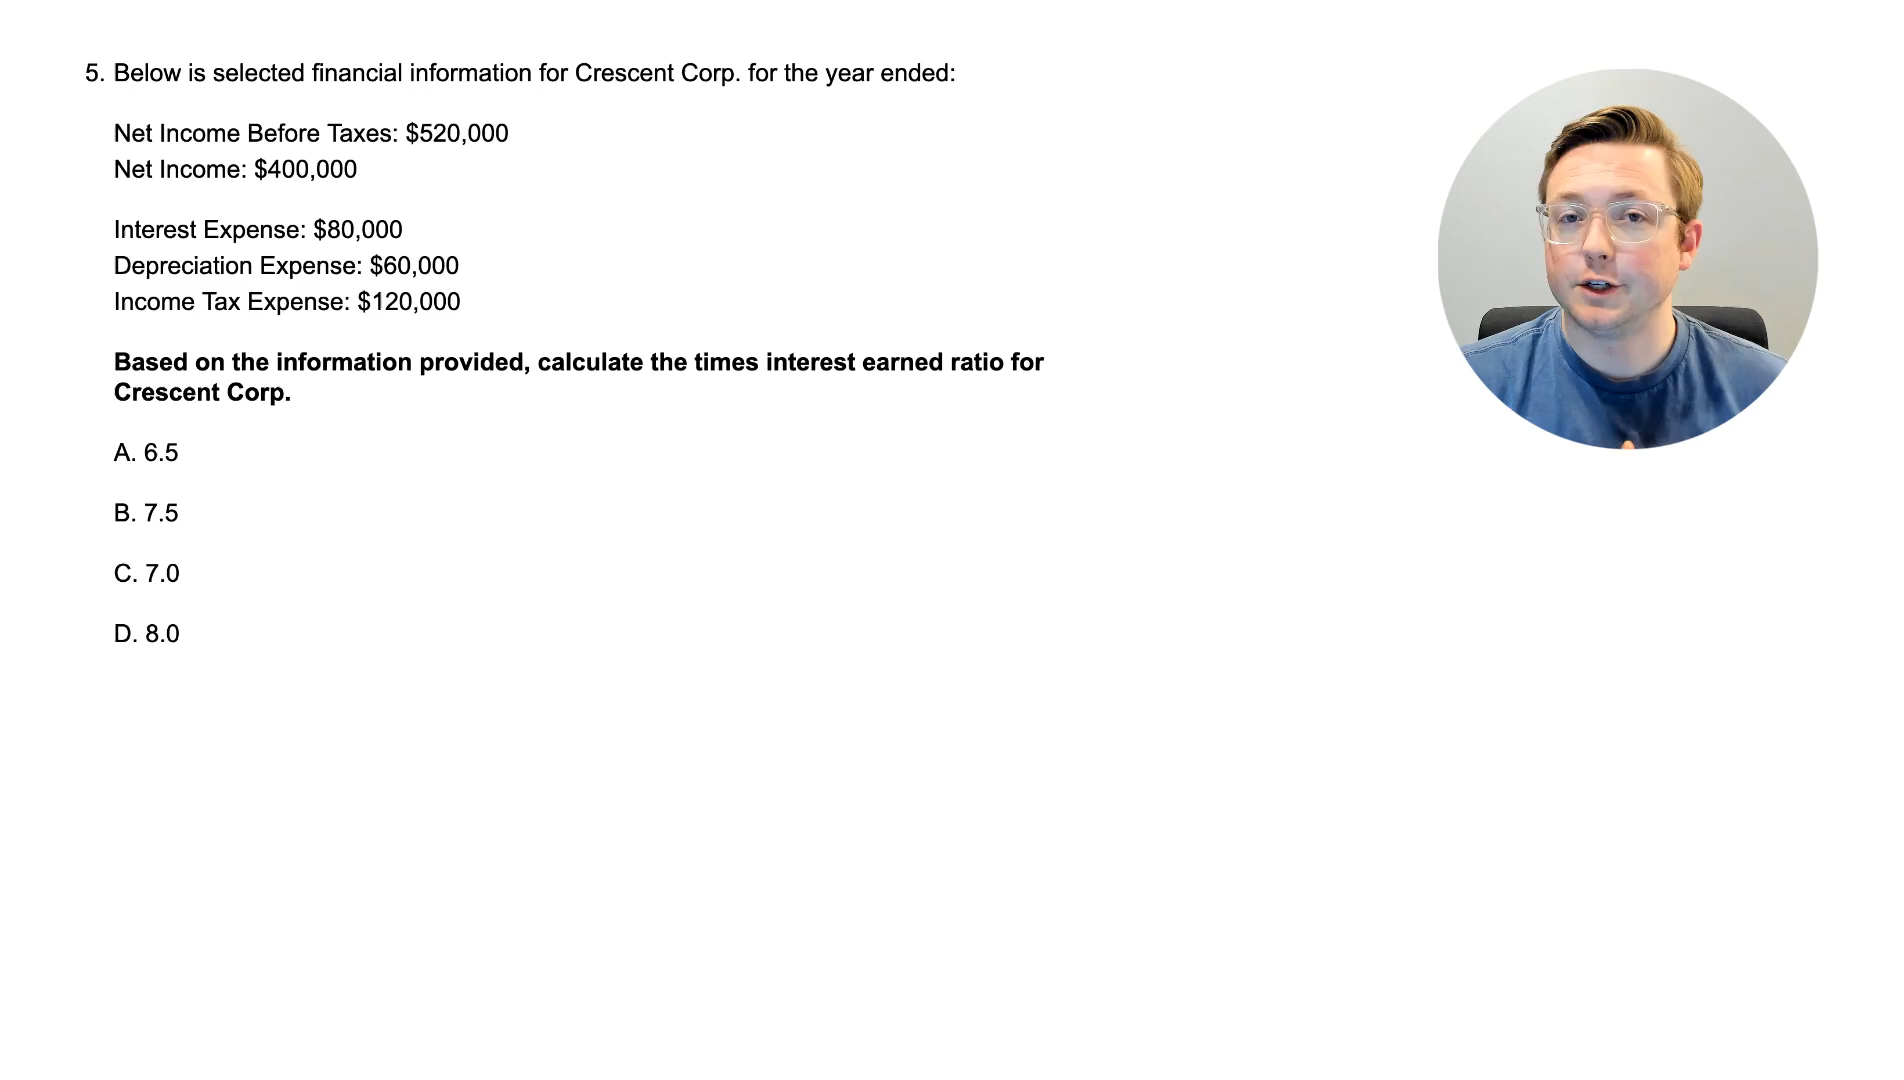 5. Below is selected financial information for Crescent Corp. for the year ended:
Net Income Before Taxes: $520,000
Net Income: $400,000
Interest Expense: $80,000
Depreciation Expense: $60,000
Income Tax Expense: $120,000
Based on the information provided, calculate the times interest earned ratio for
Crescent Corp.
A. 6.5
B. 7.5
C. 7.0
D. 8.0